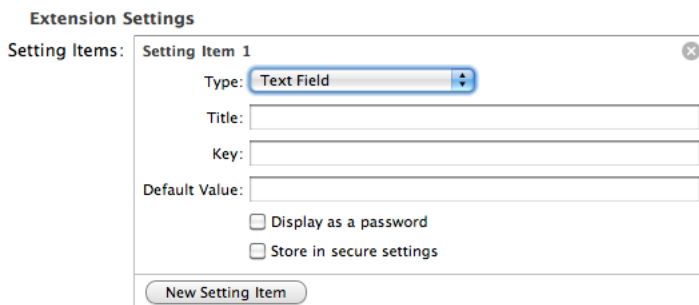 Extension Settings
Setting Items: Setting Item 1
Type: Text Field
Title:
Key:
Default Value:
Display as a password
Store in secure settings
New Setting Item